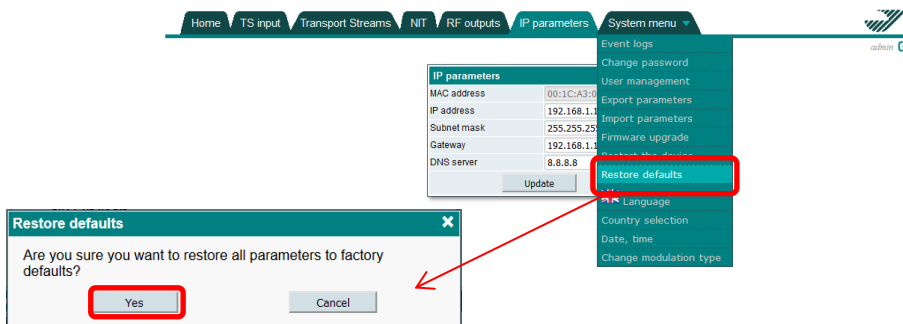 Home TS input Transport Streams NIT RF outputs IP parameters System menu
admin
Event logs
Change password
User management
Export parameters
Import parameters
Firmware upgrade
Restart the device
Restore defaults
Language
Country selection
Date, time
Change modulation type
IP parameters
MAC address 00:1C:A3:0
IP address 192.168.1.1
Subnet mask 255.255.25
Gateway 192.168.1.1
DNS server 8.8.8.8
Update
Restore defaults
Are you sure you want to restore all parameters to factory
defaults?
Yes Cancel